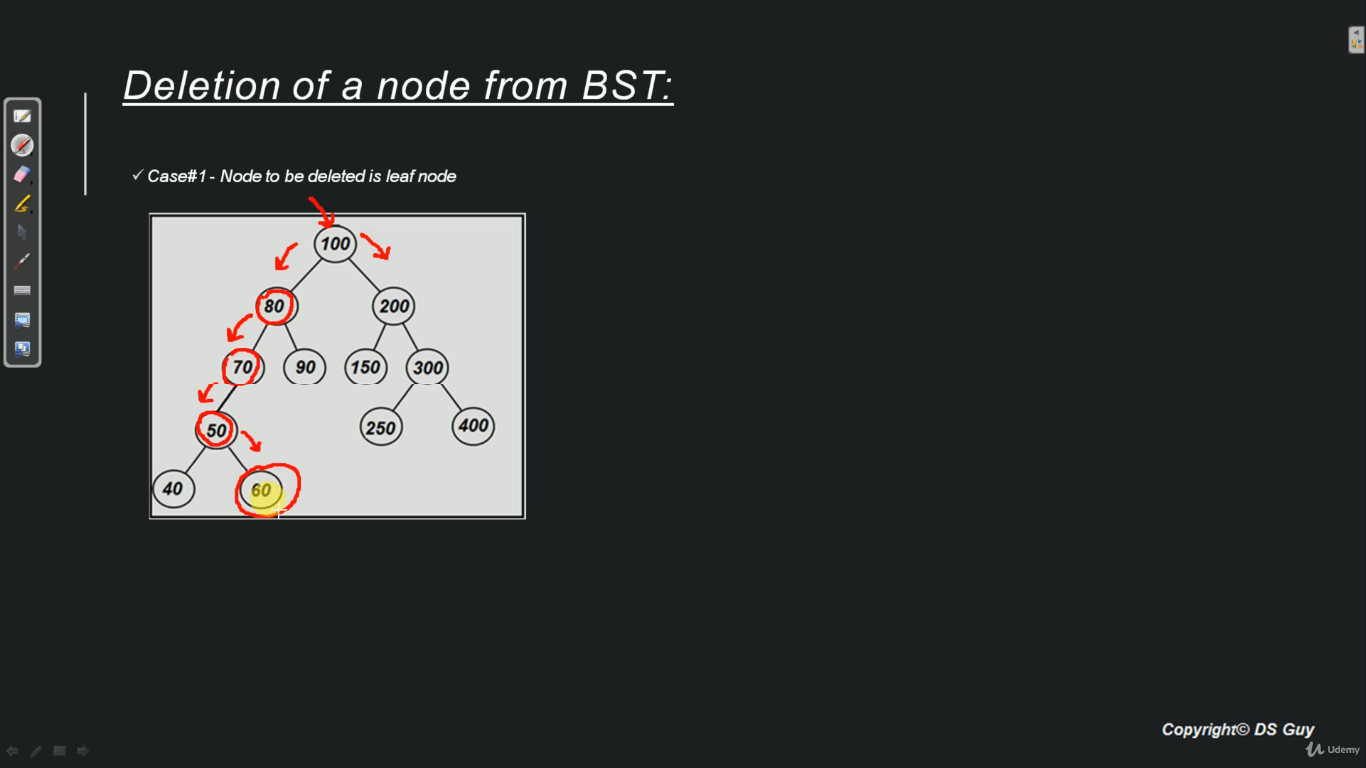 Deletion of a node from BST:
✓ Case#1 - Node to be deleted is leaf node
100
80 200
70 90 150 300
50 250 400
40 60
Copyright© DS Guy
Udemy